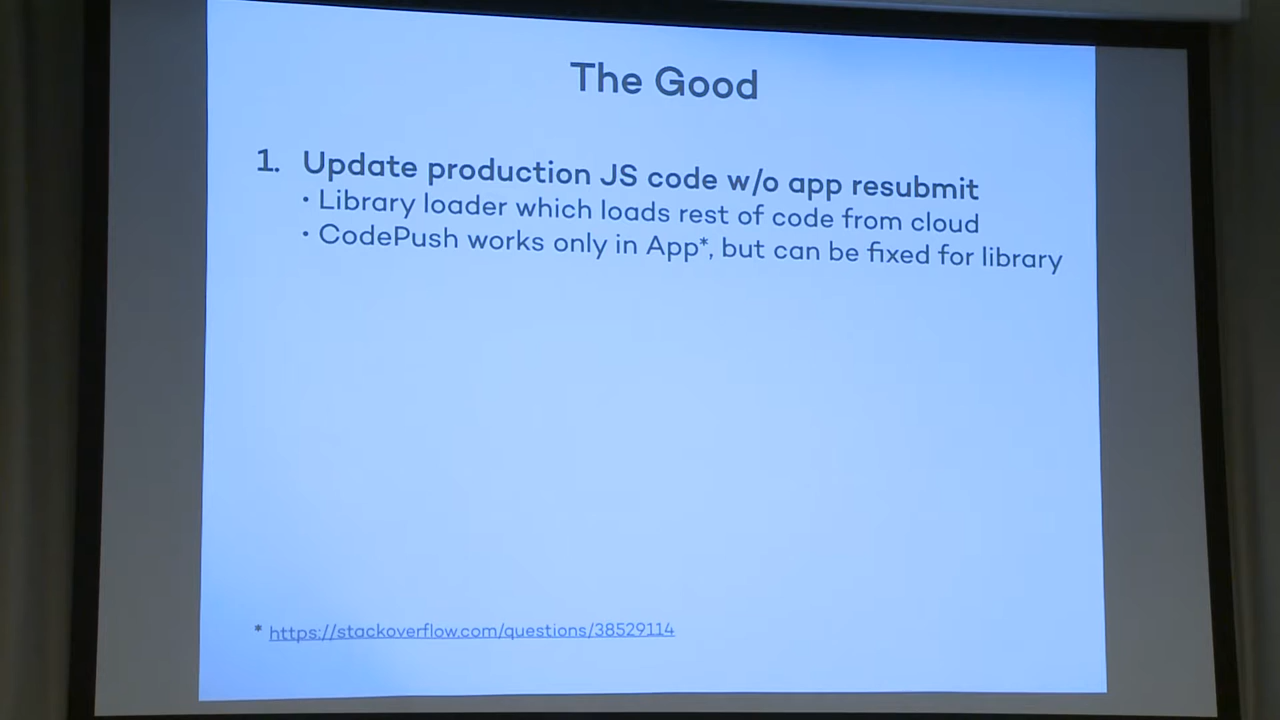 The Good
1. Update production JS code w/o app resubmit
• Library loader which loads rest of code from cloud
• CodePush works only in App*, but can be fixed for library
* https://stackoverflow.com/questions/38529114